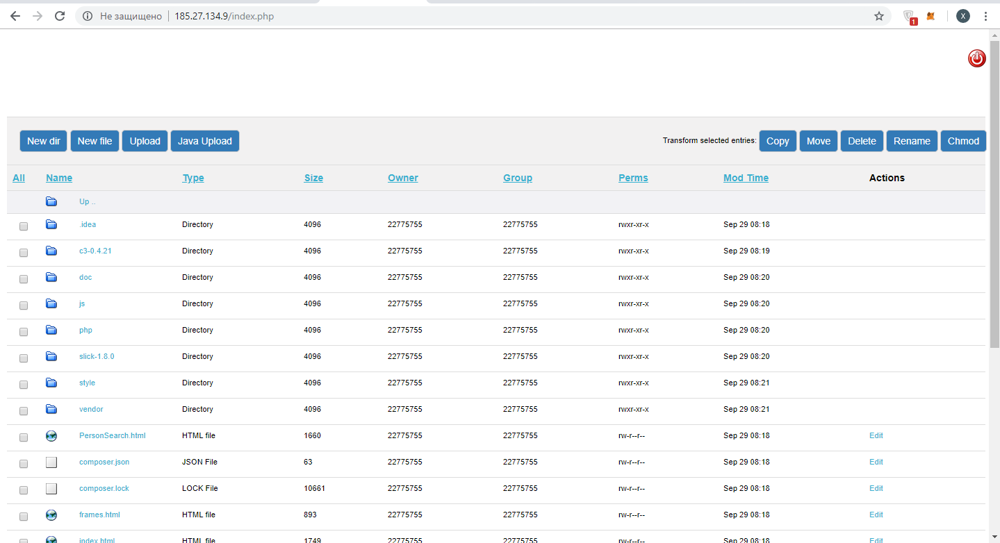 Не защищено 185.27.134.9/index.php 1 X
New dir New file Upload Java Upload Transform selected entries: Copy Move Delete Rename Chmod
All Name Type Size Owner Group Perms Mod Time Actions
Up ..
.idea Directory 4096 22775755 22775755 rwxr-xr-x Sep 29 08:18
c3-0.4.21 Directory 4096 22775755 22775755 rwxr-xr-x Sep 29 08:19
doc Directory 4096 22775755 22775755 rwxr-xr-x Sep 29 08:20
js Directory 4096 22775755 22775755 rwxr-xr-x Sep 29 08:20
php Directory 4096 22775755 22775755 rwxr-xr-x Sep 29 08:20
slick-1.8.0 Directory 4096 22775755 22775755 rwxr-xr-x Sep 29 08:20
style Directory 4096 22775755 22775755 rwxr-xr-x Sep 29 08:21
vendor Directory 4096 22775755 22775755 rwxr-xr-x Sep 29 08:21
PersonSearch.html HTML file 1660 22775755 22775755 rw-r--r-- Sep 29 08:18 Edit
composer.json JSON File 63 22775755 22775755 rw-r--r-- Sep 29 08:18 Edit
composer.lock LOCK File 10661 22775755 22775755 rw-r--r-- Sep 29 08:18 Edit
frames.html HTML file 893 22775755 22775755 rw-r--r-- Sep 29 08:18 Edit
index.html HTML file 1749 22775755 22775755 rw-r--r-- Sep 29 08:18 Edit